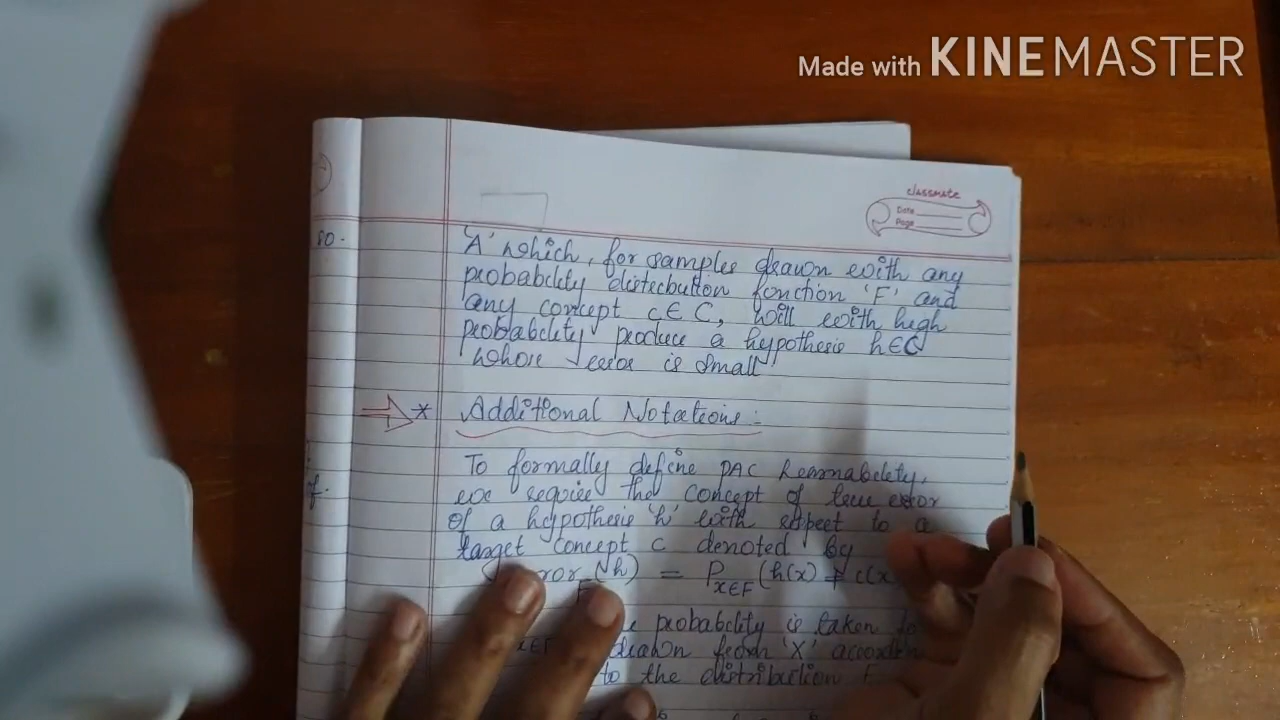 Made with KINEMASTER
classmate
Date
Page
80.
'A' which, for samples drawn with any
probability distribution function 'F' and
any concept c∈C, will with high
probability produce a hypothesis h∈C
whose error is small
* Additional Notations:-
To formally define PAC Learnability,
we require the concept of true error
of.
of a hypothesis 'h' with respect to a
target concept c denoted by
(h) = P x∈F (h(x) ≠ c(x
probability is taken
x∈F drawn from 'X'
to the distribution F